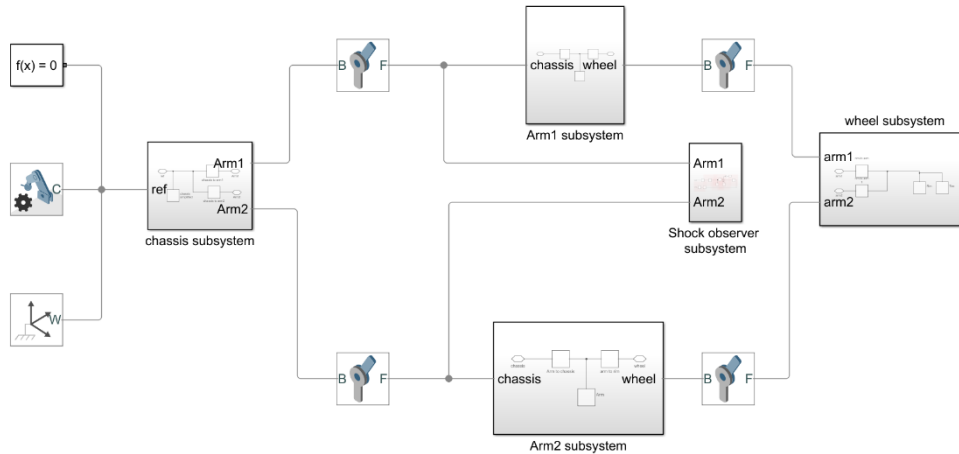 f(x) = 0
C
W
ref
Arm1
Arm2
chassis subsystem
B
F
chassis
wheel
Arm1 subsystem
B
F
Arm1
Arm2
Shock observer
subsystem
wheel subsystem
arm1
arm2
B
F
chassis
wheel
Arm2 subsystem
B
F